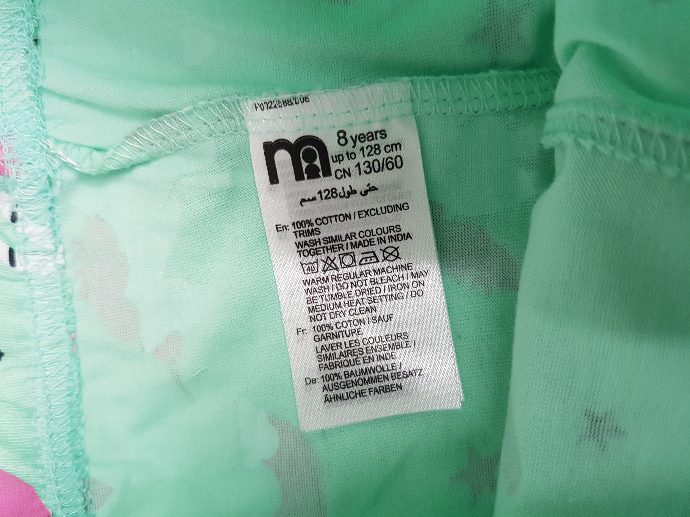 8 years
up to 128 cm
CN 130/60
حتى طول 128 سم
En: 100% COTTON / EXCLUDING
TRIMS
WASH SIMILAR COLOURS
TOGETHER / MADE IN INDIA
40
WARM REGULAR MACHINE
WASH / DO NOT BLEACH / MAY
BE TUMBLE DRIED / IRON ON
MEDIUM HEAT SETTING / DO
NOT DRY CLEAN
Fr: 100% COTON / SAUF
GARNITURE
LAVER LES COULEURS
SIMILAIRES ENSEMBLE /
FABRIQUÉ EN INDE
De: 100% BAUMWOLLE /
AUSGENOMMEN BESATZ
ÄHNLICHE FARBEN